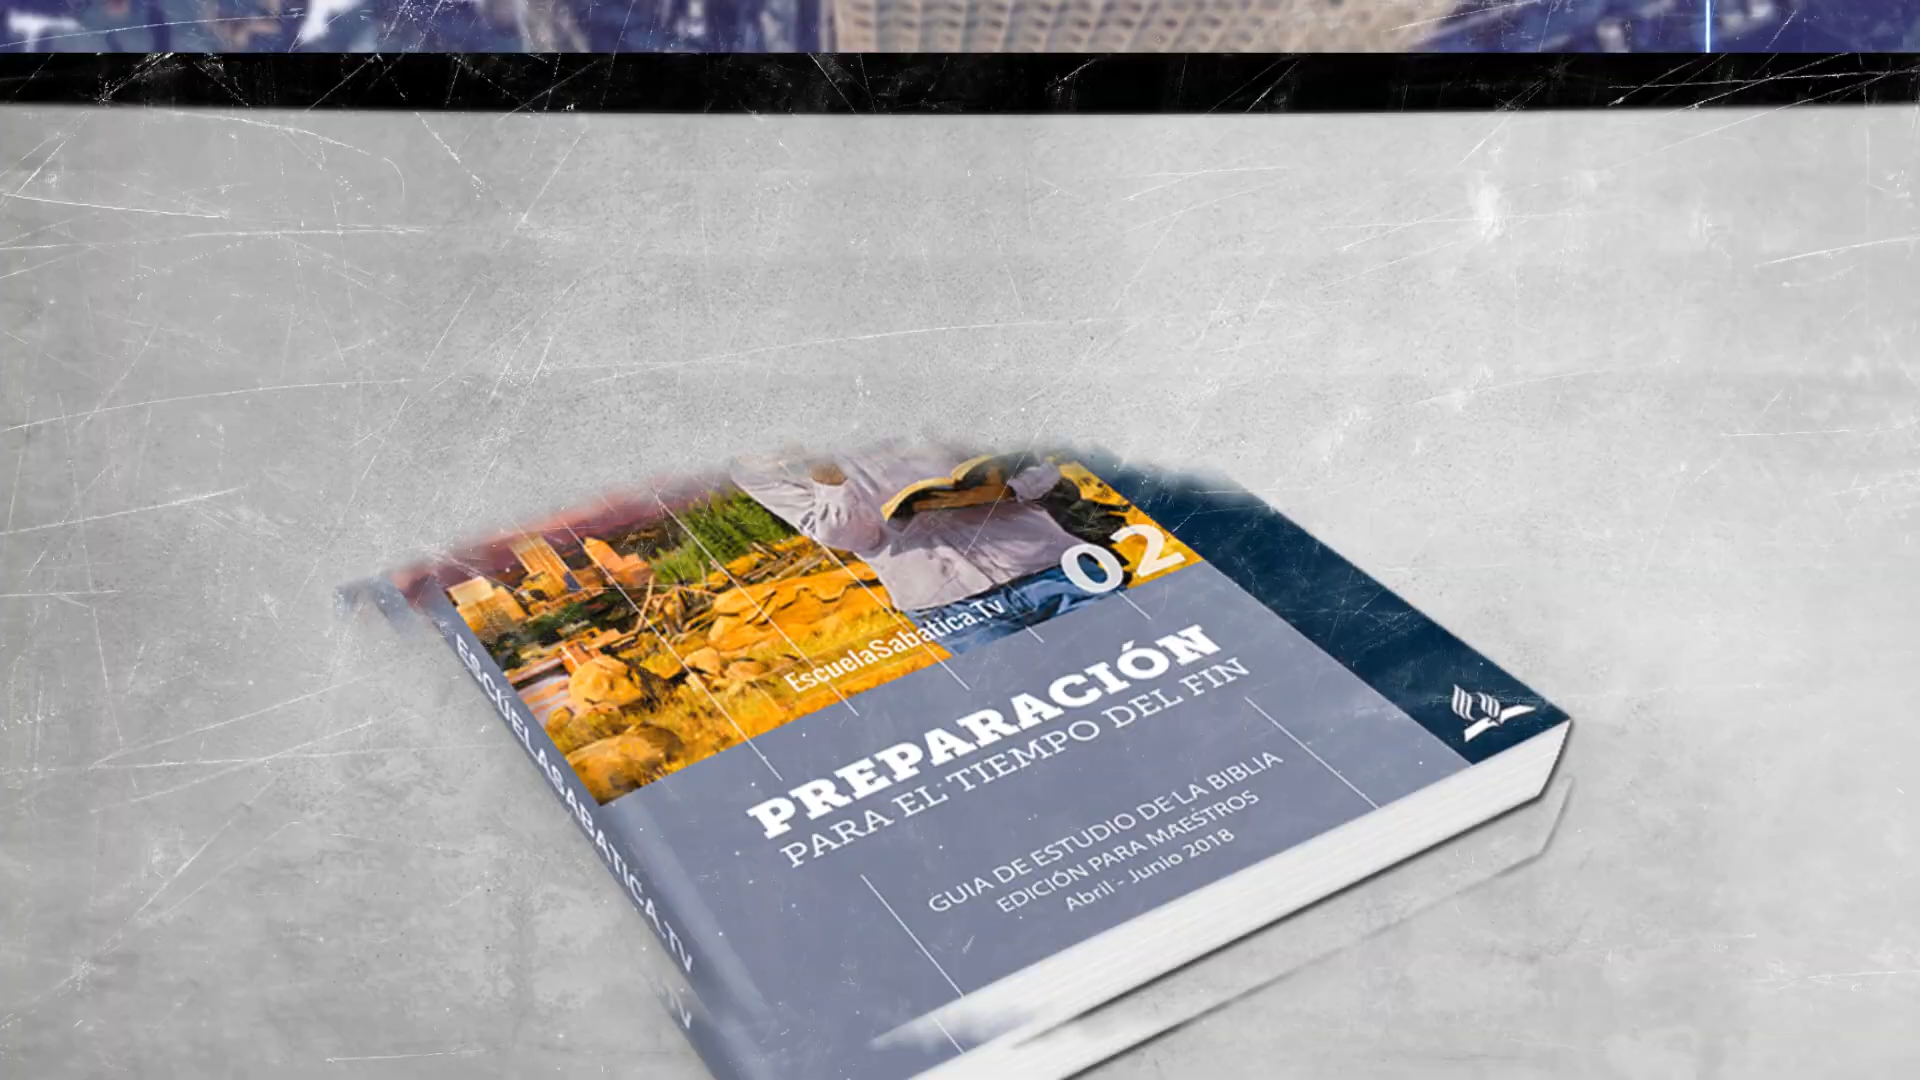 02
EscuelaSabatica.Tv
PREPARACIÓN
PARA EL TIEMPO DEL FIN
GUIA DE ESTUDIO DE LA BIBLIA
EDICIÓN PARA MAESTROS
Abril - Junio 2018
ESCUELASABATICA.TV